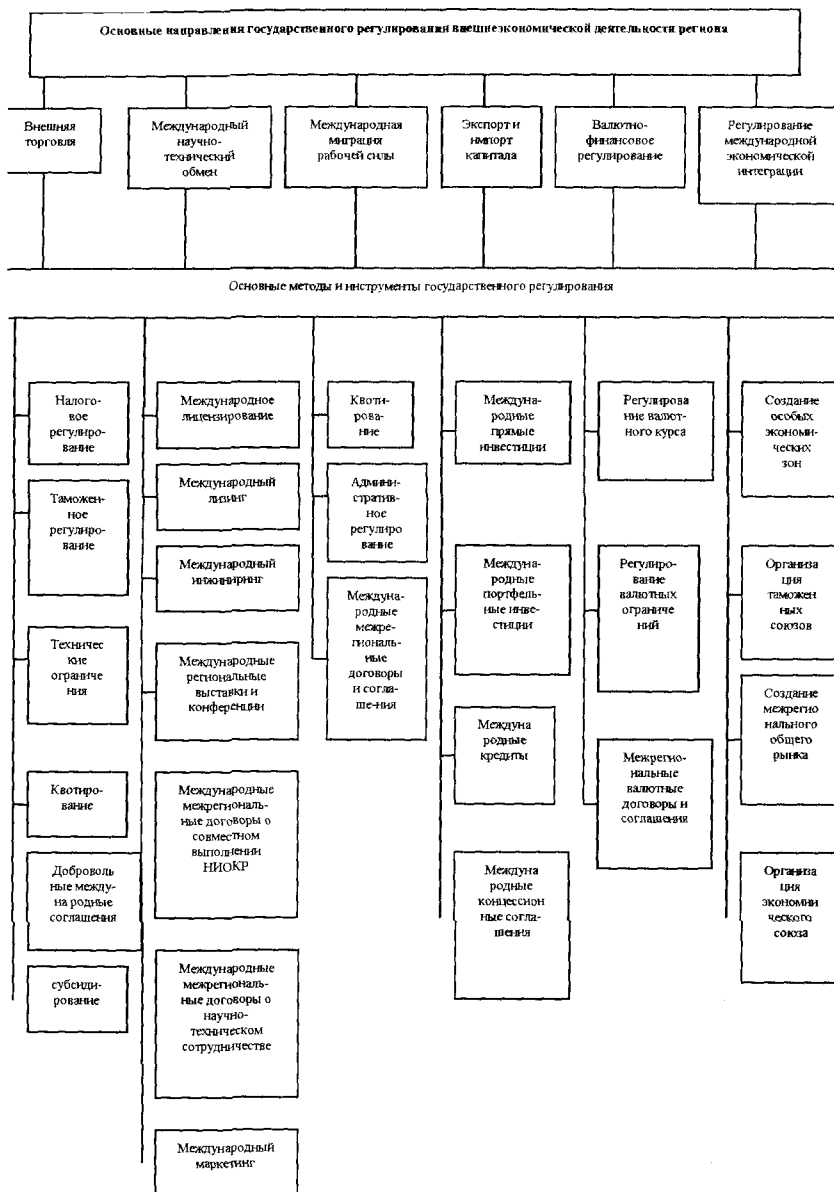 Основные направления государственного регулирования внешнеэкономической деятельности региона
Внешняя
торговля
Международный
научно-
технический
обмен
Международная
миграция
рабочей силы
Экспорт и
импорт
капитала
Валютно-
финансовое
регулирование
Регулирование
международной
экономической
интеграции
Основные методы и инструменты государственного регулирования
Налого-
вое
регулиро-
вание
Таможен-
ное
регулиро-
вание
Техничес
кие
ограниче
ния
Квотиро-
вание
Доброволь
ные между-
на родные
соглашения
субсиди-
рование
Международное
лицензирование
Международный
лизинг
Международный
инжиниринг
Международные
региональные
выставки и
конференции
Международные
межрегиональ-
ные договоры о
совместном
выполнении
НИОКР
Международные
межрегиональ-
ные договоры о
научно-
техническом
сотрудничестве
Международный
маркетинг
Квоти-
рова-
ние
Админи-
стратив-
ное
регулиро
вание
Междуна-
родные
межреги-
ональные
договоры
и согла-
шения
Междуна-
родные
прямые
инвестиции
Междуна-
родные
портфель-
ные инве-
стиции
Междуна
родные
кредиты
Междуна
родные
концессион
ные согла-
шения
Регулирова
ние валют-
ного курса
Регулиро-
вание
валютных
ограниче
ний
Межрегио-
нальные
валютные
договоры и
соглашения
Создание
особых
экономи-
ческих
зон
Организа
ция
таможен
ных
союзов
Создание
межрегио
нального
общего
рынка
Организа
ция
экономи
ческого
союза